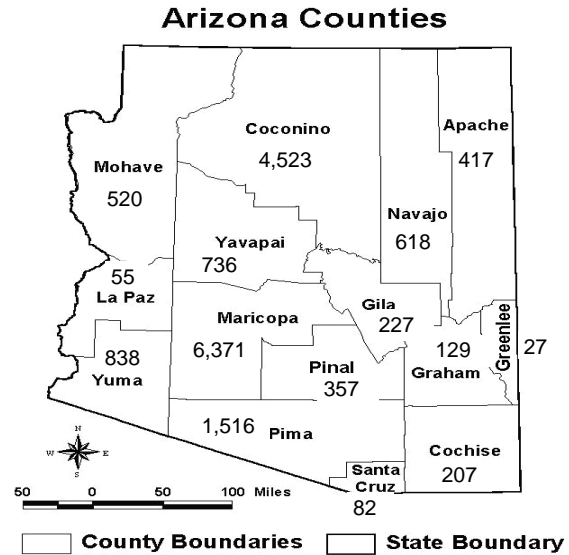 Arizona Counties
Coconino
4,523
Apache
417
Mohave
520
Navajo
618
Yavapai
736
55
La Paz
Gila
227
Maricopa
6,371
Greenlee
27
129
Graham
838
Yuma
Pinal
357
1,516 Pima
Cochise
207
Santa
Cruz
82
N
W E
S
50 0 50 100 Miles
County Boundaries State Boundary